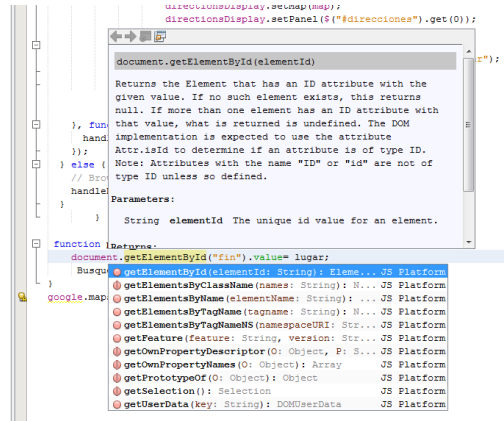 directionsDisplay.setMap(map);
directionsDisplay.setPanel($("#direcciones").get(0));
document.getElementById(elementId)
r");
Returns the Element that has an ID attribute with the
given value. If no such element exists, this returns
null. If more than one element has an ID attribute with
}, fun
that value, what is returned is undefined. The DOM
hand
implementation is expected to use the attribute
});
Attr.isId to determine if an attribute is of type ID.
} else {
Note: Attributes with the name "ID" or "id" are not of
// Bro
type ID unless so defined.
handle
}
Parameters:
}
String elementId The unique id value for an element.
function
Returns:
document.getElementById("fin").value= lugar;
Busqu
getElementById(elementId: String): Eleme... JS Platform
}
getElementsByClassName(names: String): N... JS Platform
google.map
getElementsByName(elementName: String): ... JS Platform
getElementsByTagName(tagname: String): N... JS Platform
getElementsByTagNameNS(namespaceURI: Str... JS Platform
getFeature(feature: String, version: Str... JS Platform
getOwnPropertyDescriptor(O: Object, P: S... JS Platform
getOwnPropertyNames(O: Object): Array JS Platform
getPrototypeOf(O: Object): Object JS Platform
getSelection(): Selection JS Platform
getUserData(key: String): DOMUserData JS Platform